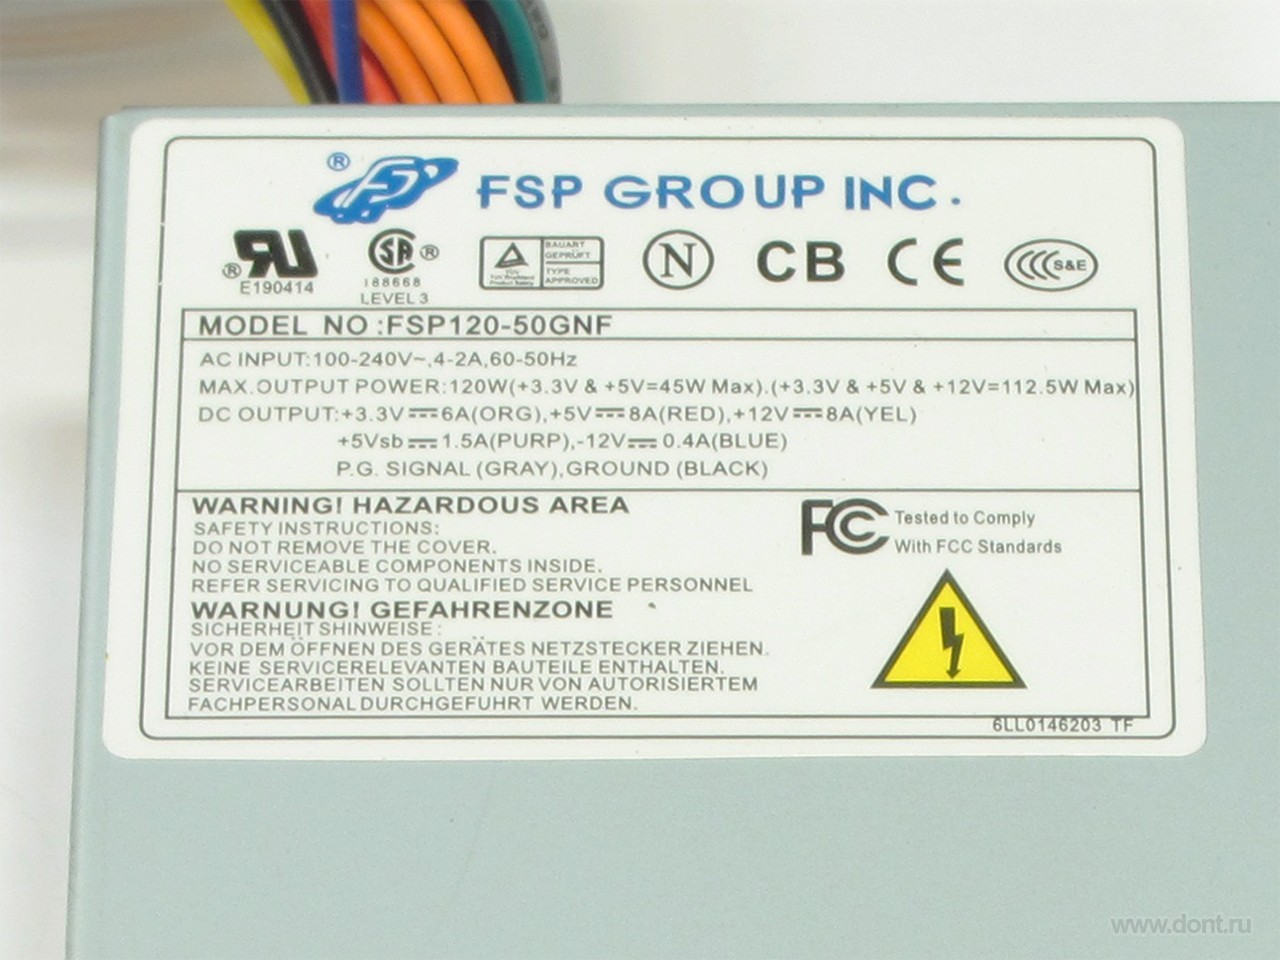 ® FSP GROUP INC.
® RU E190414
SA ® 188668 LEVEL 3
BAUART GEPRÜFT
TÜV TYPE APPROVED
N CB CE S&E
MODEL NO :FSP120-50GNF
AC INPUT:100-240V~,4-2A,60-50Hz
MAX.OUTPUT POWER:120W(+3.3V & +5V=45W Max).(+3.3V & +5V & +12V=112.5W Max)
DC OUTPUT:+3.3V⎓6A(ORG),+5V⎓8A(RED),+12V⎓8A(YEL)
+5Vsb⎓1.5A(PURP),-12V⎓0.4A(BLUE)
P.G. SIGNAL (GRAY),GROUND (BLACK)
WARNING! HAZARDOUS AREA
SAFETY INSTRUCTIONS:
DO NOT REMOVE THE COVER.
NO SERVICEABLE COMPONENTS INSIDE.
REFER SERVICING TO QUALIFIED SERVICE PERSONNEL
FC Tested to Comply
With FCC Standards
WARNUNG! GEFAHRENZONE
SICHERHEITSHINWEISE :
VOR DEM ÖFFNEN DES GERÄTES NETZSTECKER ZIEHEN.
KEINE SERVICERELEVANTEN BAUTEILE ENTHALTEN.
SERVICEARBEITEN SOLLTEN NUR VON AUTORISIERTEM
FACHPERSONAL DURCHGEFUHRT WERDEN.
6LL0146203 TF
www.dont.ru